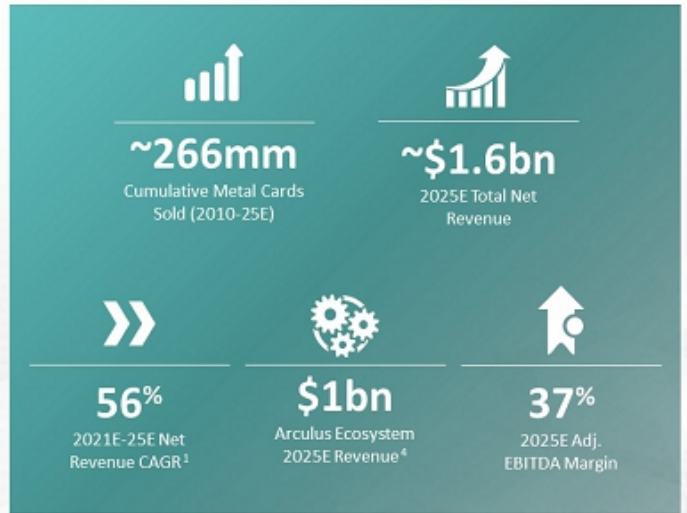 ~266mm
Cumulative Metal Cards
Sold (2010-25E)
~$1.6bn
2025E Total Net
Revenue
56%
2021E-25E Net
Revenue CAGR¹
$1bn
Arculus Ecosystem
2025E Revenue⁴
37%
2025E Adj.
EBITDA Margin